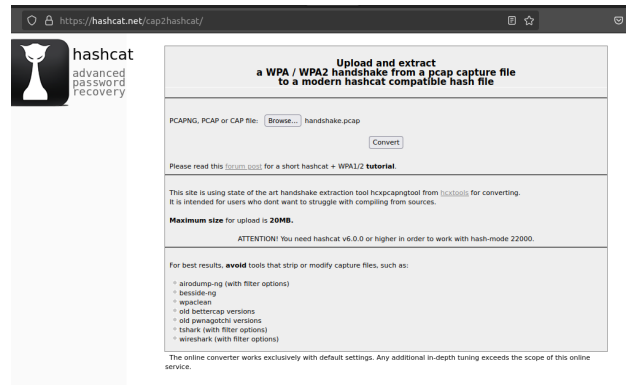 https://hashcat.net/cap2hashcat/
hashcat
advanced
password
recovery
Upload and extract
a WPA / WPA2 handshake from a pcap capture file
to a modern hashcat compatible hash file
PCAPNG, PCAP or CAP file: Browse... handshake.pcap
Convert
Please read this forum post for a short hashcat + WPA1/2 tutorial.
This site is using state of the art handshake extraction tool hcxpcapngtool from hcxtools for converting.
It is intended for users who dont want to struggle with compiling from sources.
Maximum size for upload is 20MB.
ATTENTION! You need hashcat v6.0.0 or higher in order to work with hash-mode 22000.
For best results, avoid tools that strip or modify capture files, such as:
airodump-ng (with filter options)
besside-ng
wpaclean
old bettercap versions
old pwnagotchi versions
tshark (with filter options)
wireshark (with filter options)
The online converter works exclusively with default settings. Any additional in-depth tuning exceeds the scope of this online
service.